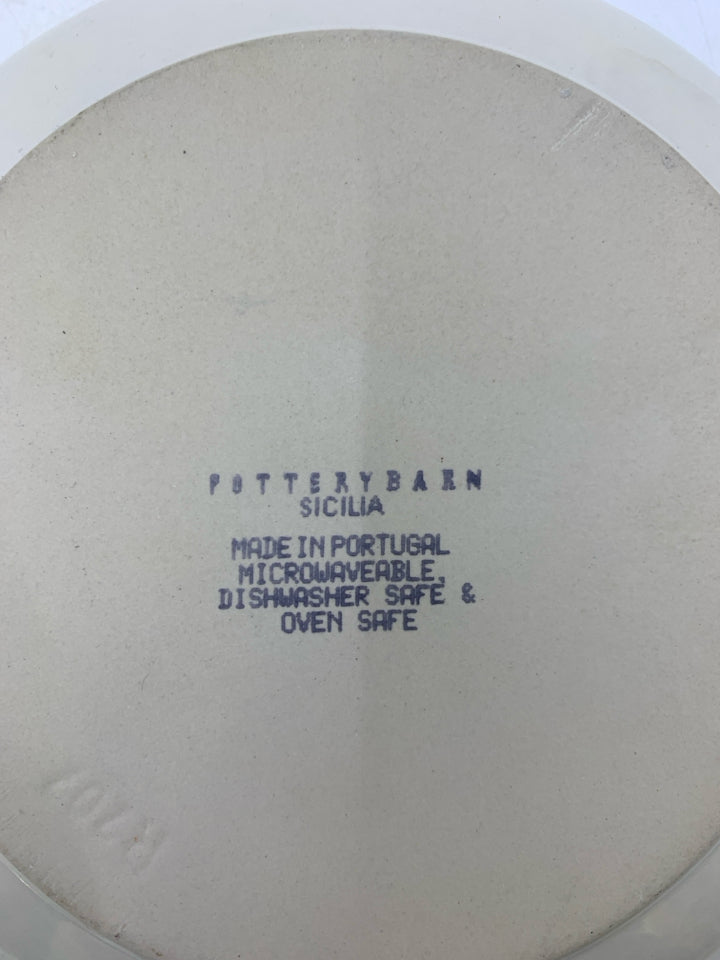 POTTERYBARN
SICILIA
MADE IN PORTUGAL
MICROWAVEABLE,
DISHWASHER SAFE &
OVEN SAFE